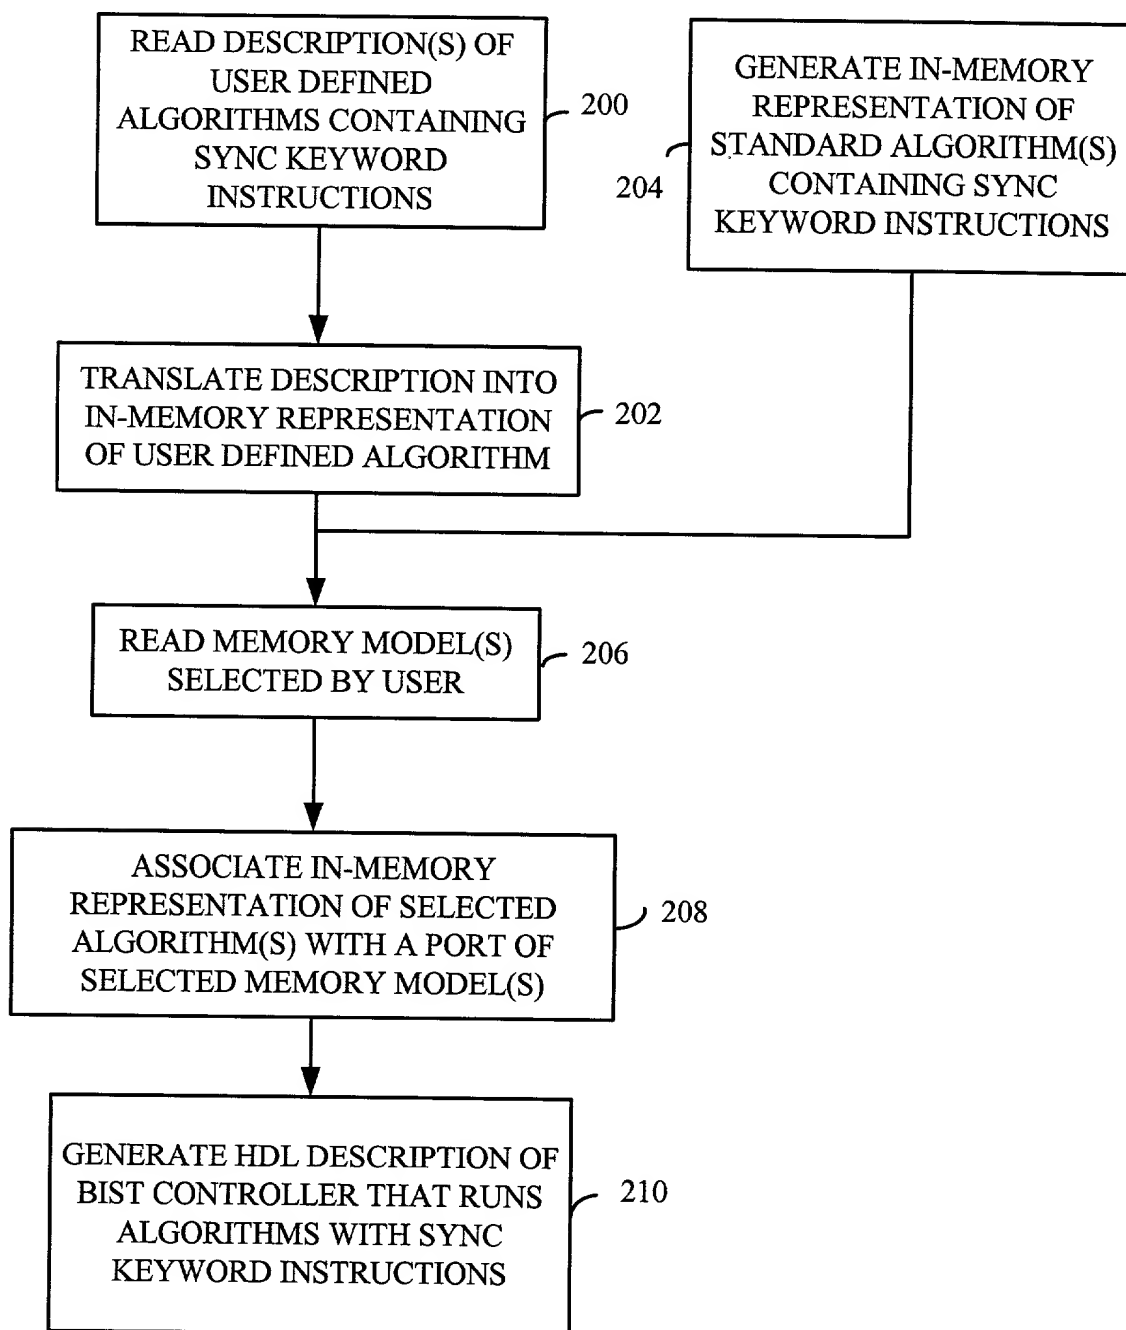 READ DESCRIPTION(S) OF
USER DEFINED
ALGORITHMS CONTAINING
SYNC KEYWORD
INSTRUCTIONS
200
GENERATE IN-MEMORY
REPRESENTATION OF
STANDARD ALGORITHM(S)
CONTAINING SYNC
KEYWORD INSTRUCTIONS
204
TRANSLATE DESCRIPTION INTO
IN-MEMORY REPRESENTATION
OF USER DEFINED ALGORITHM
202
READ MEMORY MODEL(S)
SELECTED BY USER
206
ASSOCIATE IN-MEMORY
REPRESENTATION OF SELECTED
ALGORITHM(S) WITH A PORT OF
SELECTED MEMORY MODEL(S)
208
GENERATE HDL DESCRIPTION OF
BIST CONTROLLER THAT RUNS
ALGORITHMS WITH SYNC
KEYWORD INSTRUCTIONS
210